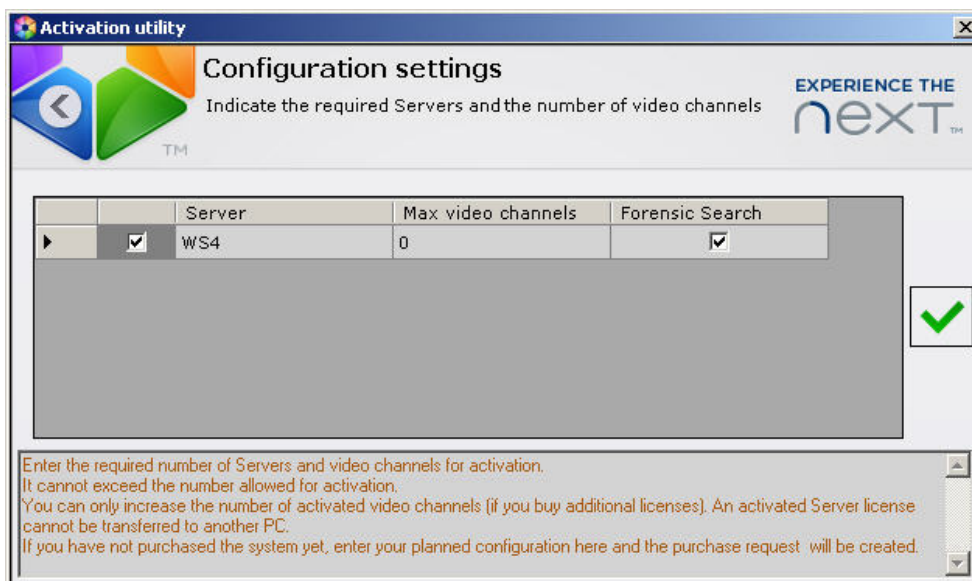 Activation utility
Configuration settings
Indicate the required Servers and the number of video channels
EXPERIENCE THE
next™
TM
Server Max video channels Forensic Search
WS4 0
Enter the required number of Servers and video channels for activation.
It cannot exceed the number allowed for activation.
You can only increase the number of activated video channels (if you buy additional licenses). An activated Server license
cannot be transferred to another PC.
If you have not purchased the system yet, enter your planned configuration here and the purchase request will be created.